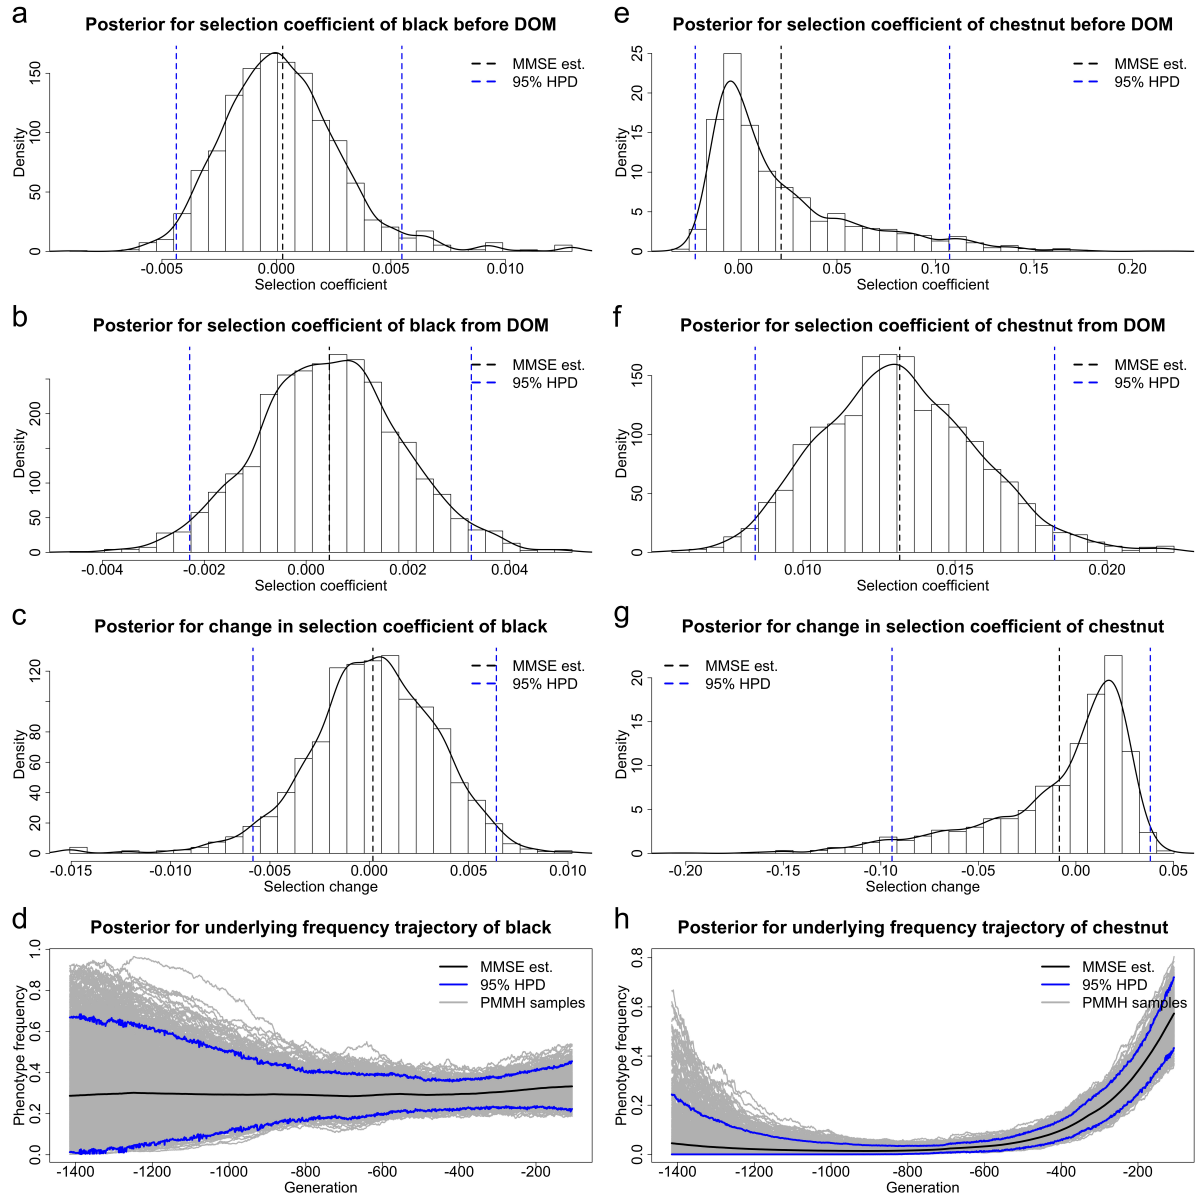 a
Posterior for selection coefficient of black before DOM
MMSE est.
95% HPD
Density
0
50
100
150
-0.005
0.000
0.005
0.010
Selection coefficient
e
Posterior for selection coefficient of chestnut before DOM
MMSE est.
95% HPD
Density
0
5
10
15
20
25
0.00
0.05
0.10
0.15
0.20
Selection coefficient
b
Posterior for selection coefficient of black from DOM
MMSE est.
95% HPD
Density
0
50
100
200
-0.004
-0.002
0.000
0.002
0.004
Selection coefficient
f
Posterior for selection coefficient of chestnut from DOM
MMSE est.
95% HPD
Density
0
50
100
150
0.010
0.015
0.020
Selection coefficient
c
Posterior for change in selection coefficient of black
MMSE est.
95% HPD
Density
0
20
40
60
80
120
-0.015
-0.010
-0.005
0.000
0.005
0.010
Selection change
g
Posterior for change in selection coefficient of chestnut
MMSE est.
95% HPD
Density
0
5
10
15
20
-0.20
-0.15
-0.10
-0.05
0.00
0.05
Selection change
d
Posterior for underlying frequency trajectory of black
MMSE est.
95% HPD
PMMH samples
Phenotype frequency
0.0
0.2
0.4
0.6
0.8
1.0
-1400
-1200
-1000
-800
-600
-400
-200
Generation
h
Posterior for underlying frequency trajectory of chestnut
MMSE est.
95% HPD
PMMH samples
Phenotype frequency
0.0
0.2
0.4
0.6
0.8
-1400
-1200
-1000
-800
-600
-400
-200
Generation